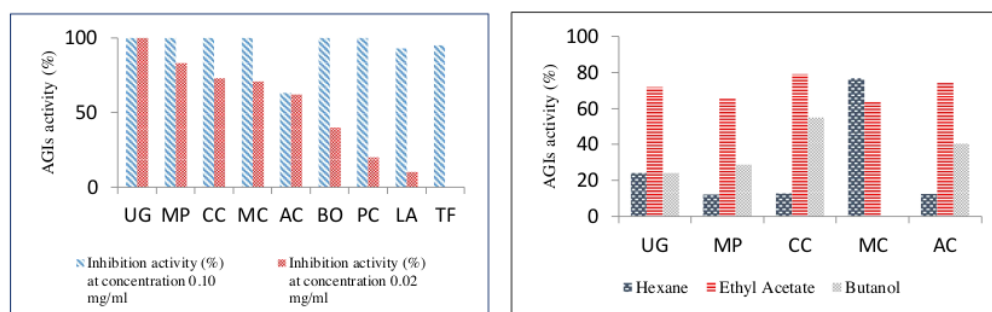 AGIs activity (%)
100
50
0
UG MP CC MC AC BO PC LA TF
Inhibition activity (%)
at concentration 0.10
mg/ml
Inhibition activity (%)
at concentration 0.02
mg/ml
AGIs activity (%)
100
80
60
40
20
0
UG MP CC MC AC
Hexane Ethyl Acetate Butanol